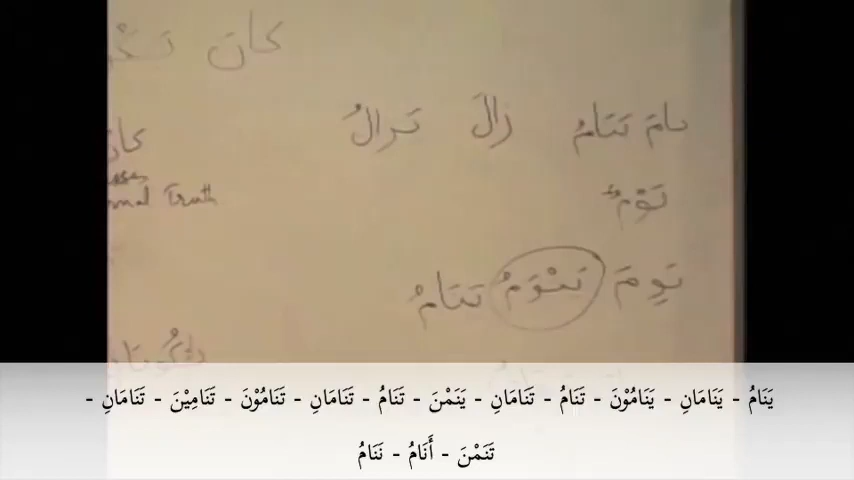 كَانَ
نَامَ يَنَامُ زَالَ يَزَالُ كَانَ
نَوْمٌ Truth
نَوِمَ يَنْوَمُ يَنَامُ
يَنَامُ - يَنَامَانِ - يَنَامُوْنَ - تَنَامُ - تَنَامَانِ - يَنَمْنَ - تَنَامُ - تَنَامَانِ - تَنَامُوْنَ - تَنَامِيْنَ - تَنَامَانِ -
تَنَمْنَ - أَنَامُ - نَنَامُ